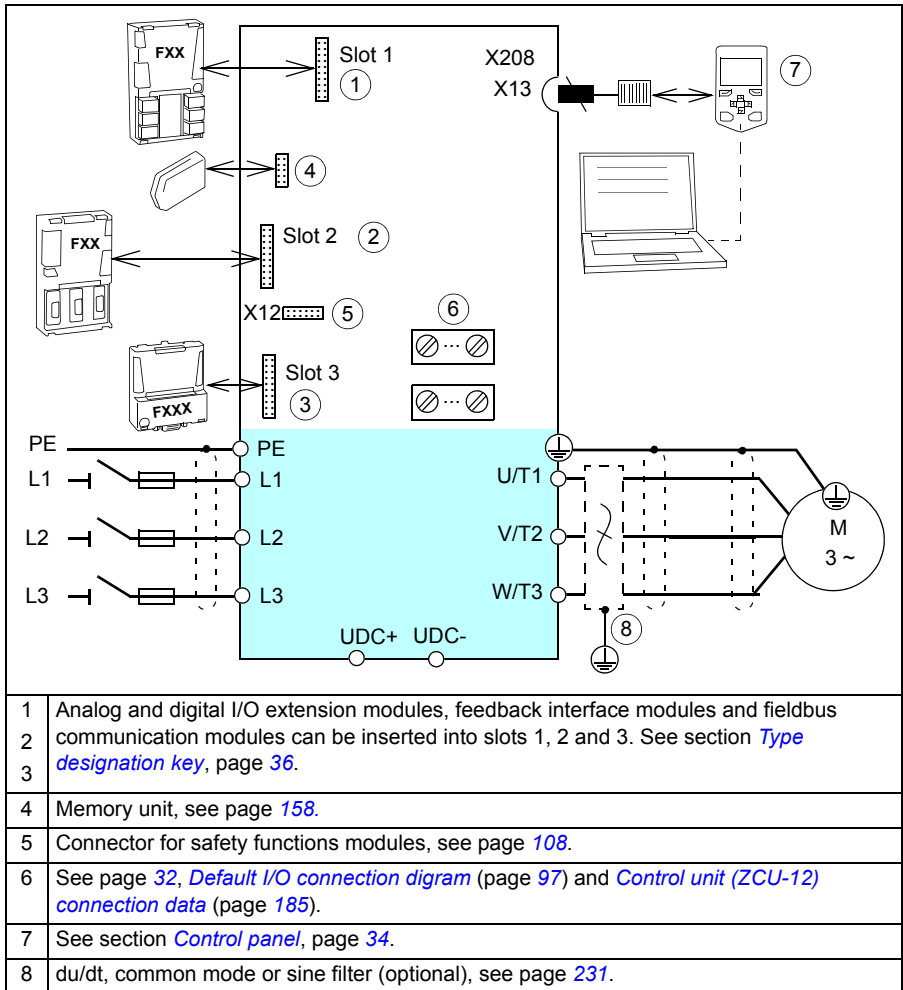 FXX
Slot 1
1
X208
X13
7
4
FXX
Slot 2
2
X12
5
6
Slot 3
3
FXXX
PE
PE
L1
L1
U/T1
L2
L2
V/T2
M
3 ~
L3
L3
W/T3
UDC+ UDC-
8
1 Analog and digital I/O extension modules, feedback interface modules and fieldbus
2 communication modules can be inserted into slots 1, 2 and 3. See section Type
3 designation key, page 36.
4 Memory unit, see page 158.
5 Connector for safety functions modules, see page 108.
6 See page 32, Default I/O connection digram (page 97) and Control unit (ZCU-12)
connection data (page 185).
7 See section Control panel, page 34.
8 du/dt, common mode or sine filter (optional), see page 231.